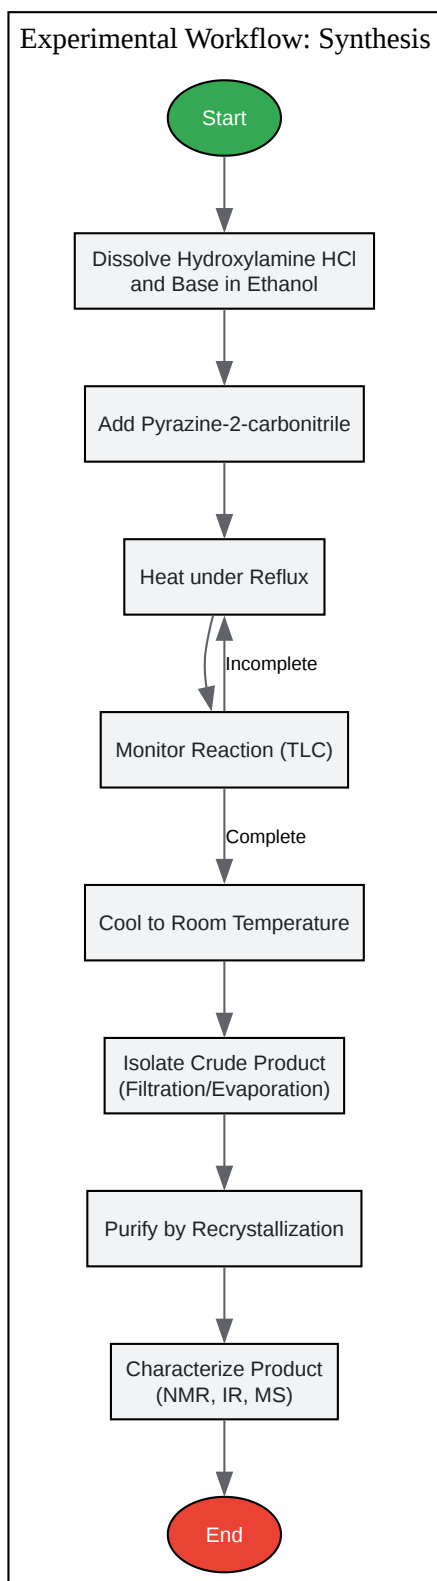 Experimental Workflow: Synthesis
Start
Dissolve Hydroxylamine HCl
and Base in Ethanol
Add Pyrazine-2-carbonitrile
Heat under Reflux
Incomplete
Monitor Reaction (TLC)
Complete
Cool to Room Temperature
Isolate Crude Product
(Filtration/Evaporation)
Purify by Recrystallization
Characterize Product
(NMR, IR, MS)
End